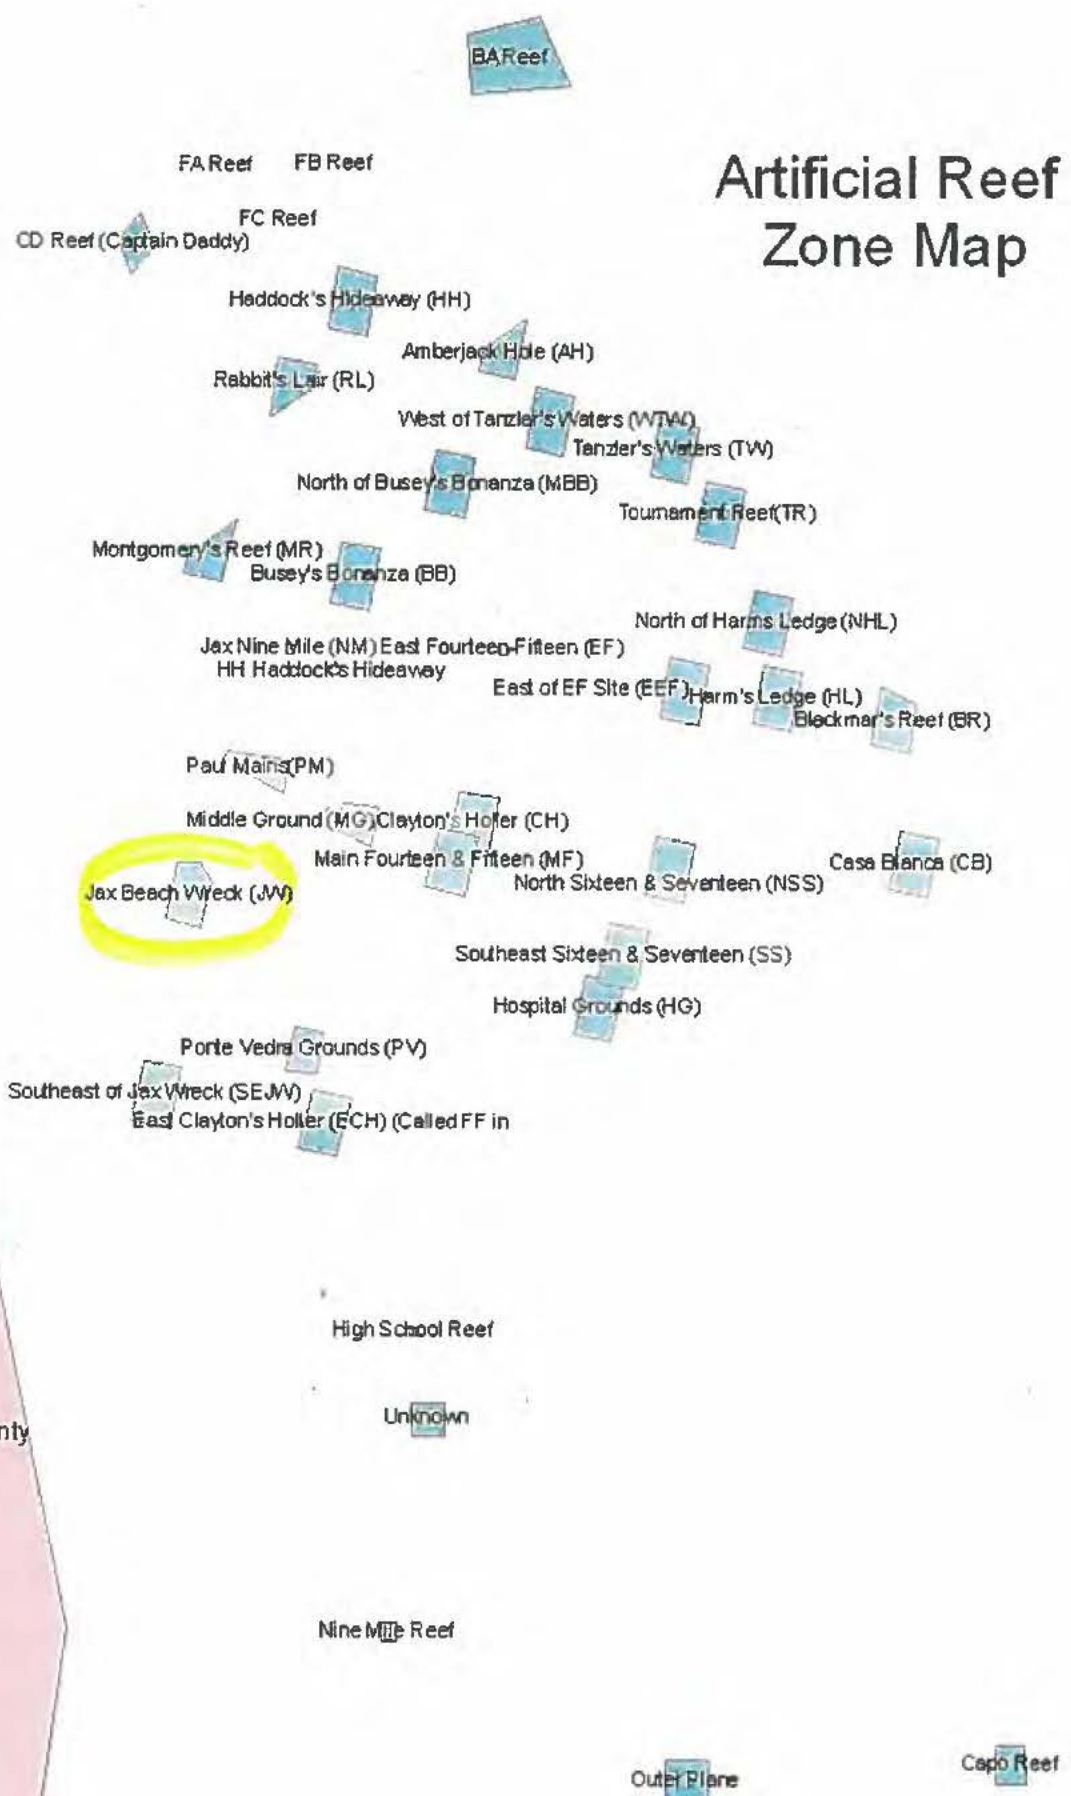 BA Reef
Artificial Reef
Zone Map
FA Reef
FB Reef
FC Reef
CD Reef (Captain Daddy)
Haddock's Hideaway (HH)
Amberjack Hole (AH)
Rabbit's Lair (RL)
West of Tanzler's Waters (WTW)
Tanzler's Waters (TW)
North of Busey's Bonanza (MBB)
Tournament Reef(TR)
Montgomery's Reef (MR)
Busey's Bonanza (BB)
North of Harms Ledge (NHL)
Jax Nine Mile (NM) East Fourteen-Fifteen (EF)
HH Haddock's Hideaway
East of EF Site (EEF)
Harm's Ledge (HL)
Blackmar's Reef (BR)
Paul Mains(PM)
Middle Ground (MG)
Clayton's Holler (CH)
Main Fourteen & Fifteen (MF)
Casa Blanca (CB)
North Sixteen & Seventeen (NSS)
Jax Beach Wreck (JW)
Southeast Sixteen & Seventeen (SS)
Hospital Grounds (HG)
Porte Vedra Grounds (PV)
Southeast of Jax Wreck (SEJW)
East Clayton's Holler (ECH) (Called FF in
High School Reef
Unknown
nty
Nine Mile Reef
Capo Reef
Outer Plane